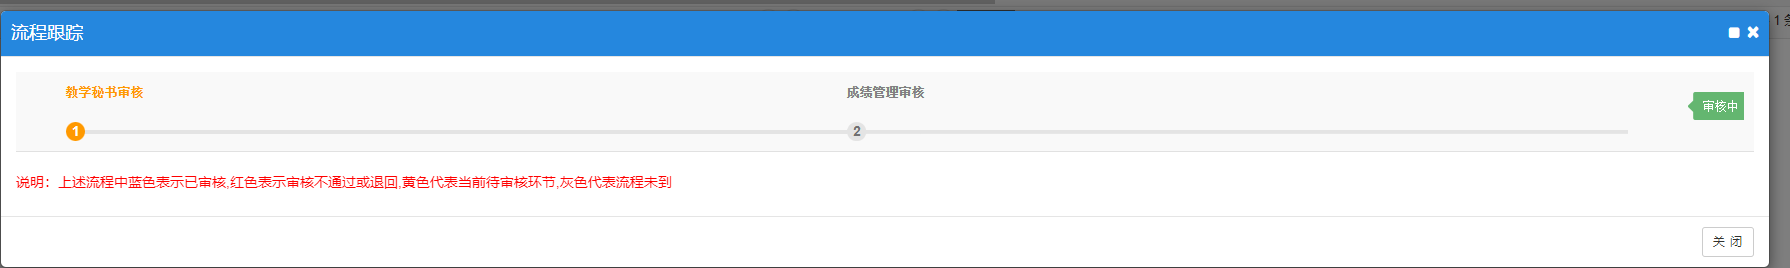 流程跟踪
1 条
教学秘书审核
成绩管理审核
审核中
1
2
说明：上述流程中蓝色表示已审核,红色表示审核不通过或退回,黄色代表当前待审核环节,灰色代表流程未到
关 闭